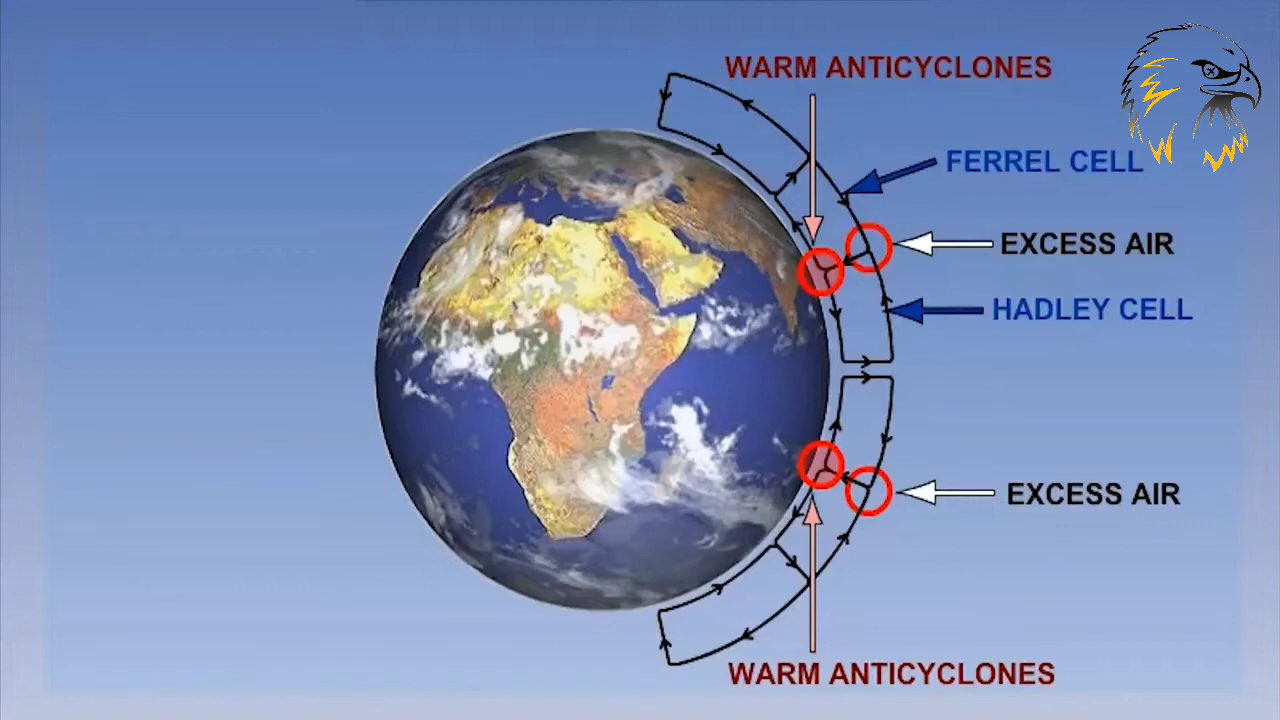 WARM ANTICYCLONES
FERREL CELL
EXCESS AIR
HADLEY CELL
EXCESS AIR
WARM ANTICYCLONES